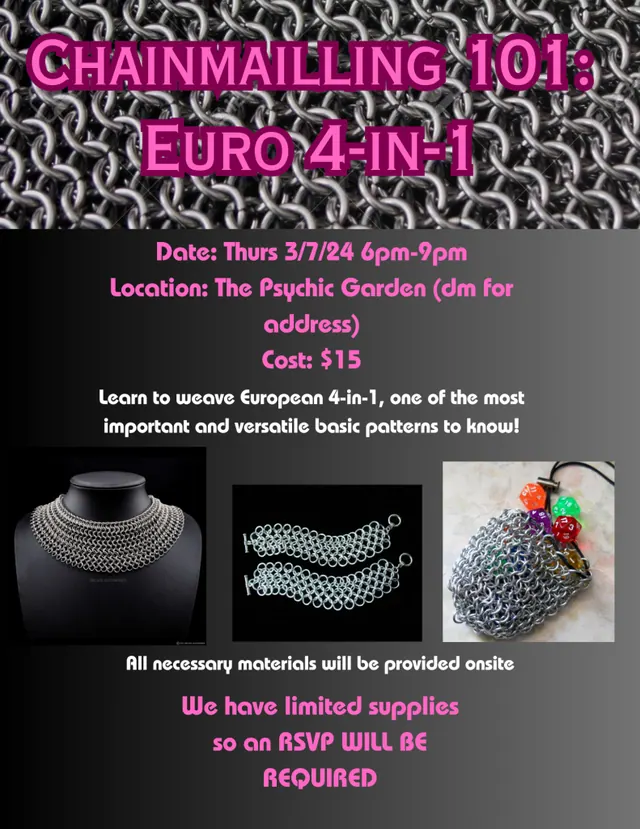 Chainmailling 101:
Euro 4-in-1
Date: Thurs 3/7/24 6pm-9pm
Location: The Psychic Garden (dm for
address)
Cost: $15
Learn to weave European 4-in-1, one of the most
important and versatile basic patterns to know!
All necessary materials will be provided onsite
We have limited supplies
so an RSVP WILL BE
REQUIRED